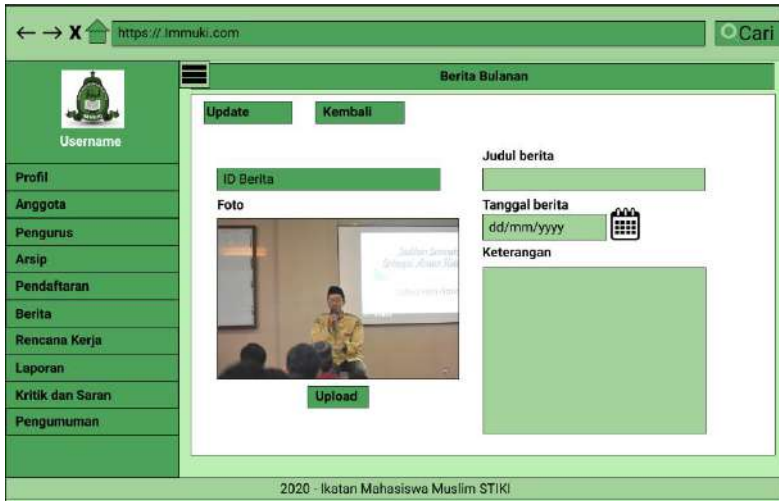 https:// Immuki.com
Cari
Username
Profil
Anggota
Pengurus
Arsip
Pendaftaran
Berita
Rencana Kerja
Laporan
Kritik dan Saran
Pengumuman
Berita Bulanan
Update
Kembali
ID Berita
Foto
Upload
Judul berita
Tanggal berita
dd/mm/yyyy
Keterangan
2020 - Ikatan Mahasiswa Muslim STIKI